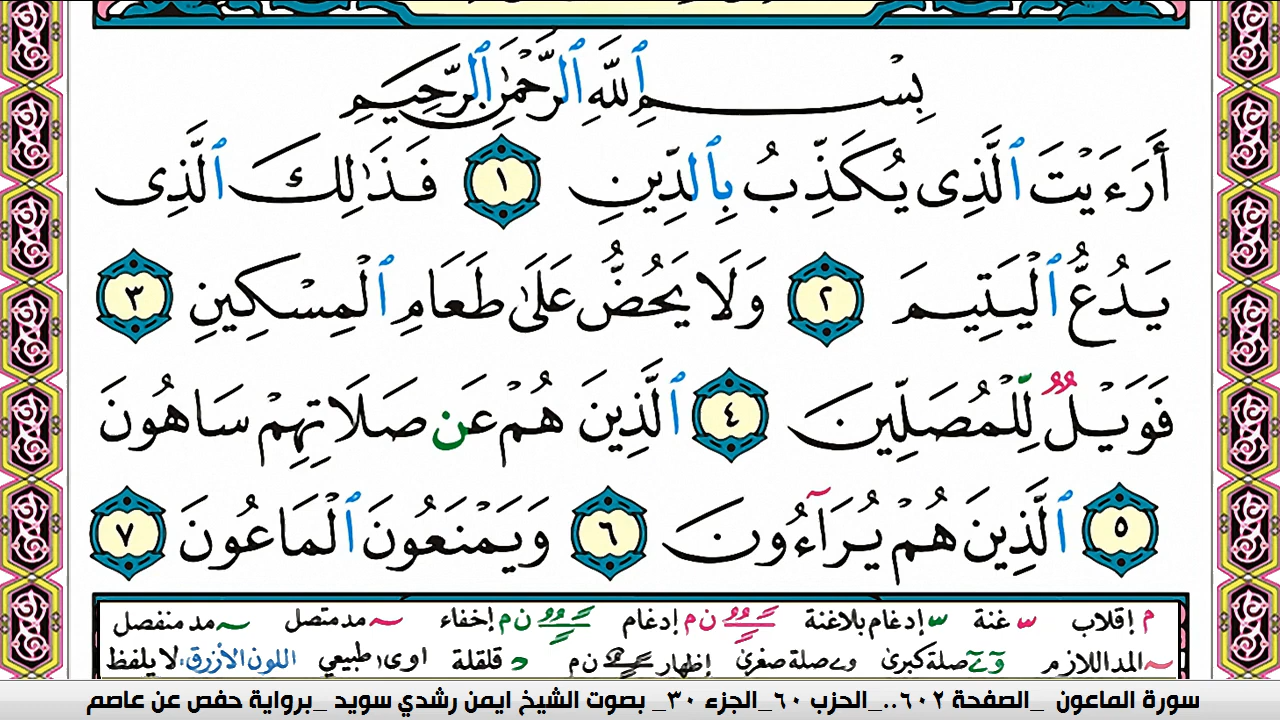 بِسْمِ ٱللَّهِ ٱلرَّحْمَٰنِ ٱلرَّحِيمِ
أَرَءَيْتَ ٱلَّذِى يُكَذِّبُ بِٱلدِّينِ ١ فَذَٰلِكَ ٱلَّذِى
يَدُعُّ ٱلْيَتِيمَ ٢ وَلَا يَحُضُّ عَلَىٰ طَعَامِ ٱلْمِسْكِينِ ٣
فَوَيْلٌ لِّلْمُصَلِّينَ ٤ ٱلَّذِينَ هُمْ عَن صَلَاتِهِمْ سَاهُونَ
٥ ٱلَّذِينَ هُمْ يُرَآءُونَ ٦ وَيَمْنَعُونَ ٱلْمَاعُونَ ٧
م إقلاب غنة إدغام بلاغنة ن م إدغام ن م إخفاء مد متصل مد منفصل
المد اللازم صلة كبرى صلة صغرى إظهار ن م قلقلة اوى طبيعي اللون الأزرق، لا يلفظ
سورة الماعون _الصفحة ٦٠٢.._الحزب ٦٠_الجزء ٣٠_ بصوت الشيخ ايمن رشدي سويد _برواية حفص عن عاصم